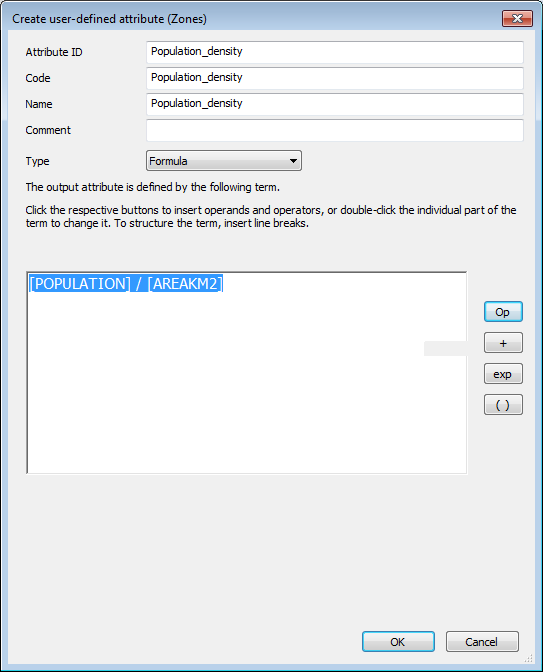 Create user-defined attribute (Zones)
Attribute ID Population_density
Code Population_density
Name Population_density
Comment
Type Formula
The output attribute is defined by the following term.
Click the respective buttons to insert operands and operators, or double-click the individual part of the
term to change it. To structure the term, insert line breaks.
[POPULATION] / [AREAKM2]
Op
+
exp
( )
OK Cancel